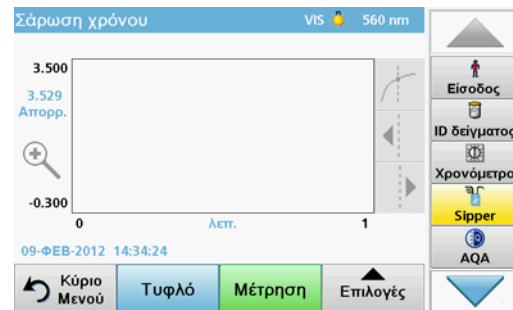 Σάρωση χρόνου VIS 560 nm
3.500
3.529
Απορρ.
-0.300
0 λεπ. 1
09-ΦΕΒ-2012 14:34:24
Κύριο
Μενού
Τυφλό
Μέτρηση
Επιλογές
Είσοδος
ID δείγματος
Χρονόμετρο
Sipper
AQA